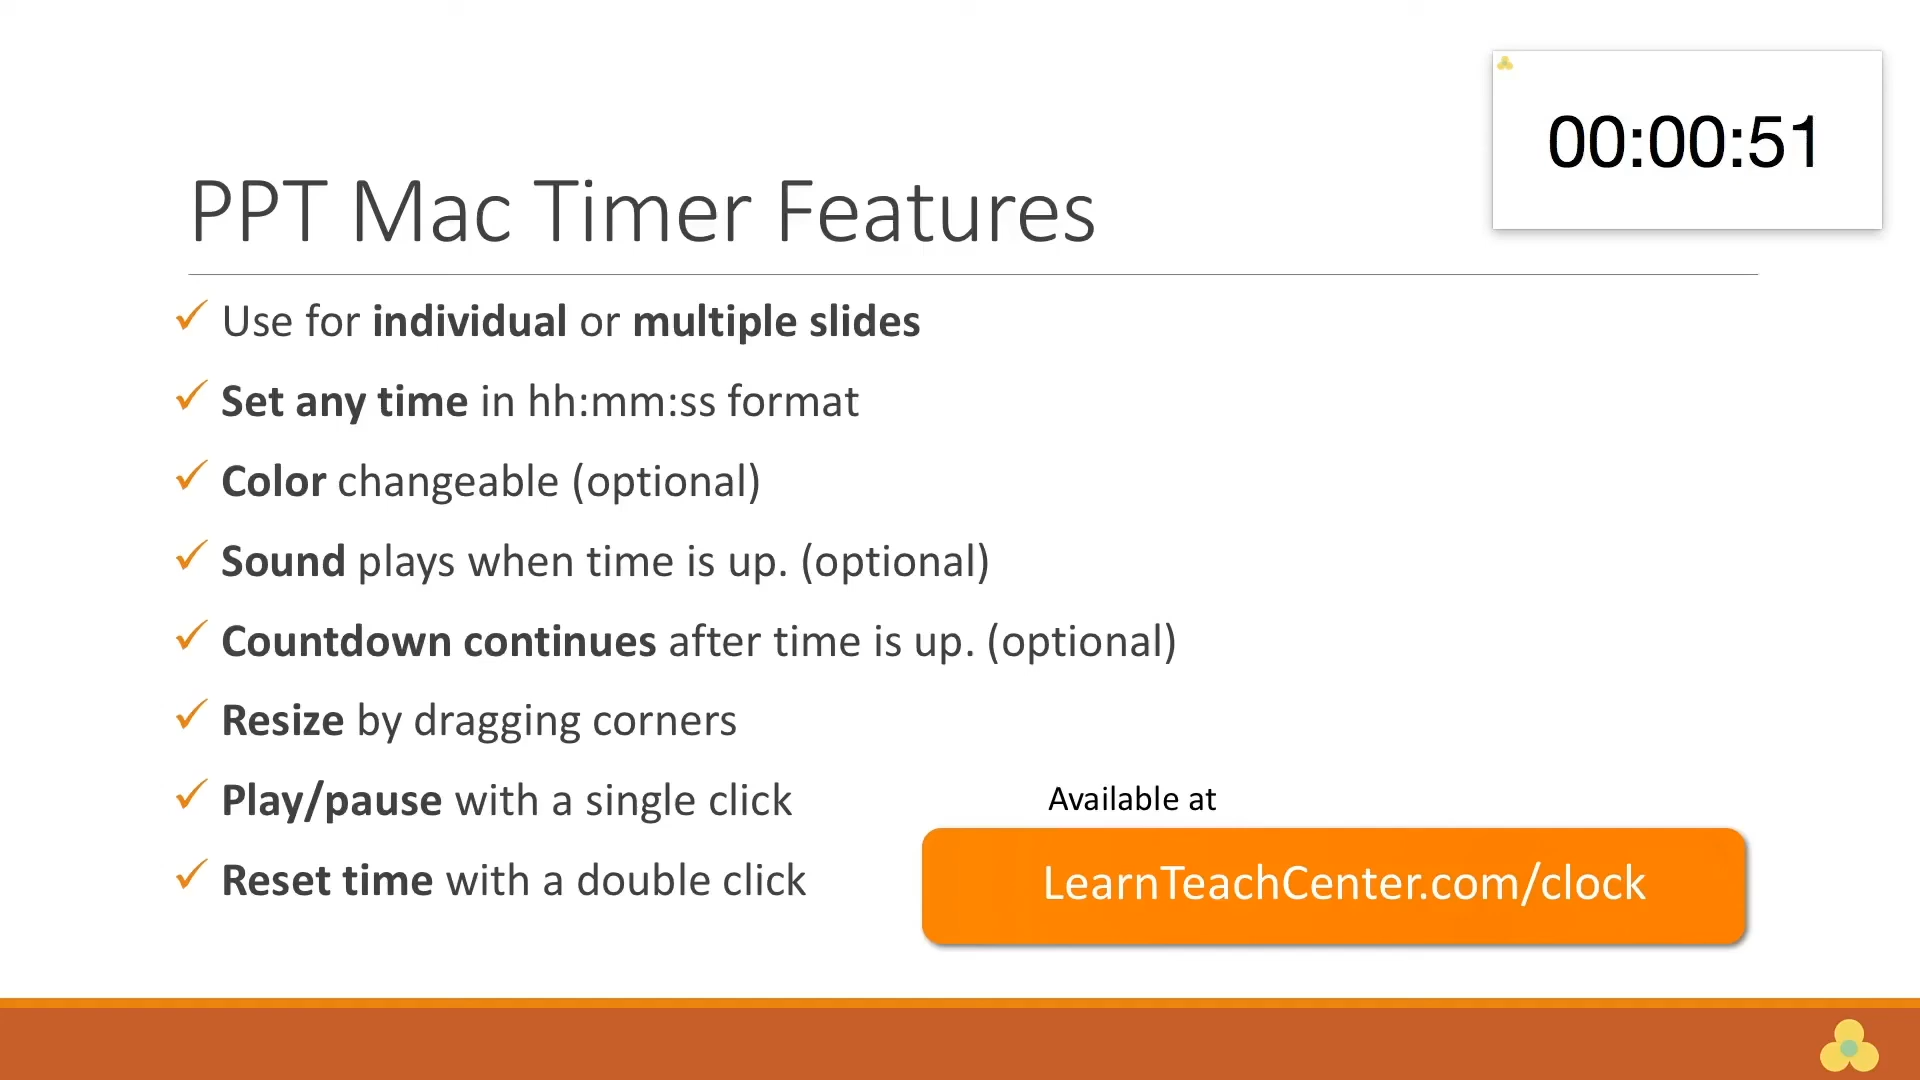 00:00:51
PPT Mac Timer Features
Use for individual or multiple slides
Set any time in hh:mm:ss format
Color changeable (optional)
Sound plays when time is up. (optional)
Countdown continues after time is up. (optional)
Resize by dragging corners
Play/pause with a single click
Reset time with a double click
Available at
LearnTeachCenter.com/clock